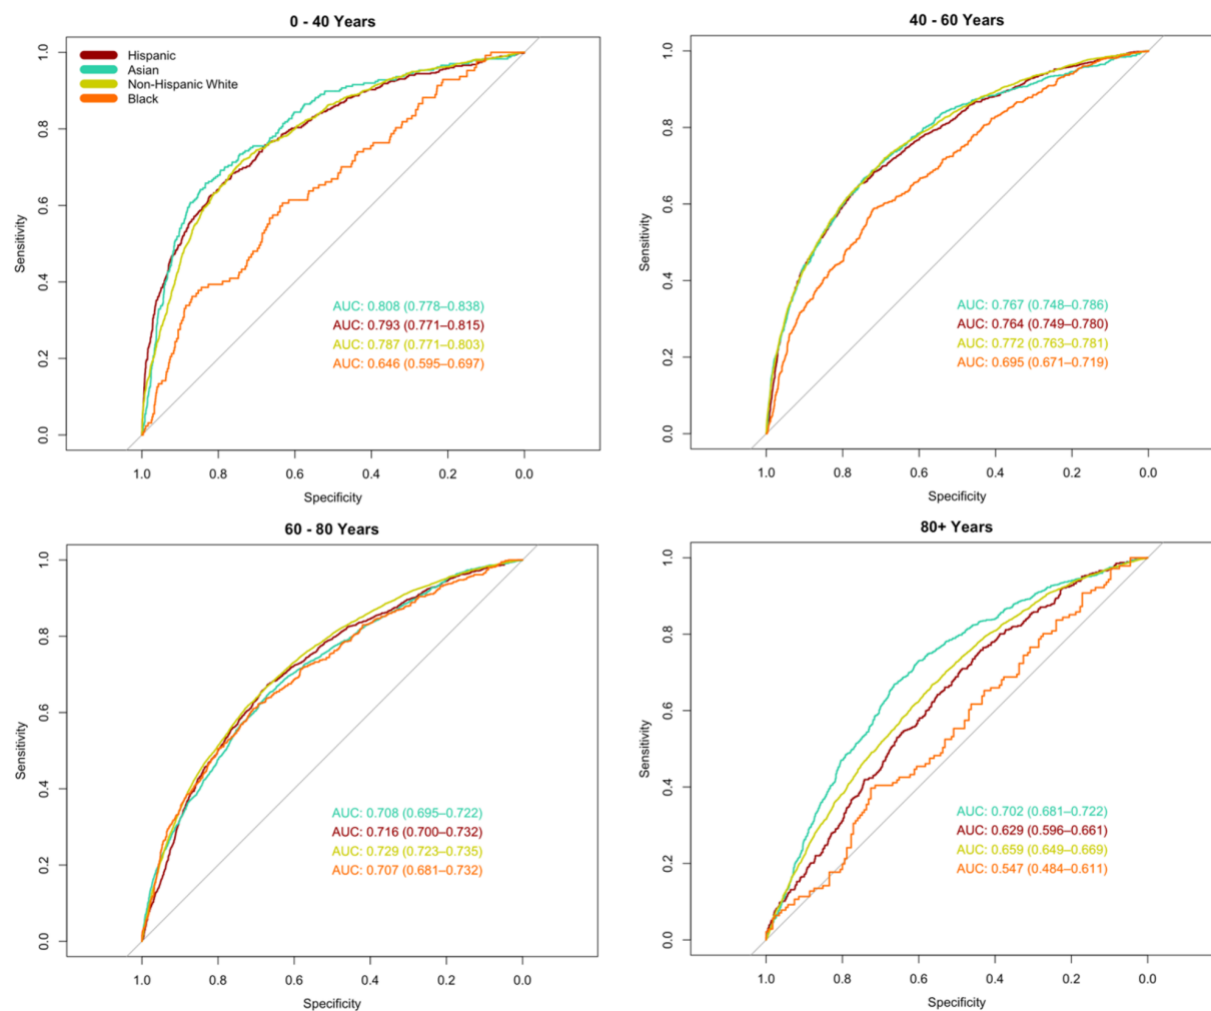 0 - 40 Years
Hispanic
Asian
Non-Hispanic White
Black
1.0
0.8
0.6
0.4
0.2
0.0
Sensitivity
AUC: 0.808 (0.778–0.838)
AUC: 0.793 (0.771–0.815)
AUC: 0.787 (0.771–0.803)
AUC: 0.646 (0.595–0.697)
1.0 0.8 0.6 0.4 0.2 0.0
Specificity
40 - 60 Years
1.0
0.8
0.6
0.4
0.2
0.0
Sensitivity
AUC: 0.767 (0.748–0.786)
AUC: 0.764 (0.749–0.780)
AUC: 0.772 (0.763–0.781)
AUC: 0.695 (0.671–0.719)
1.0 0.8 0.6 0.4 0.2 0.0
Specificity
60 - 80 Years
1.0
0.8
0.6
0.4
0.2
0.0
Sensitivity
AUC: 0.708 (0.695–0.722)
AUC: 0.716 (0.700–0.732)
AUC: 0.729 (0.723–0.735)
AUC: 0.707 (0.681–0.732)
1.0 0.8 0.6 0.4 0.2 0.0
Specificity
80+ Years
1.0
0.8
0.6
0.4
0.2
0.0
Sensitivity
AUC: 0.702 (0.681–0.722)
AUC: 0.629 (0.596–0.661)
AUC: 0.659 (0.649–0.669)
AUC: 0.547 (0.484–0.611)
1.0 0.8 0.6 0.4 0.2 0.0
Specificity